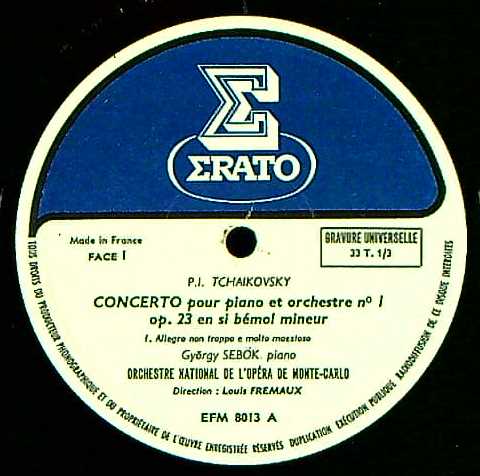 ΣRATO
Made in France
FACE 1
GRAVURE UNIVERSELLE
33 T. 1/3
P.I. TCHAIKOVSKY
CONCERTO pour piano et orchestre nº 1
op. 23 en si bémol mineur
1. Allegro non troppo e molto maestoso
György SEBÖK, piano
ORCHESTRE NATIONAL DE L'OPÉRA DE MONTE-CARLO
Direction : Louis FREMAUX
EFM 8013 A
TOUS DROITS DU PRODUCTEUR PHONOGRAPHIQUE ET DU PROPRIÉTAIRE DE L'ŒUVRE ENREGISTRÉE RÉSERVÉS DUPLICATION EXÉCUTION PUBLIQUE RADIODIFFUSION DE CE DISQUE INTERDITES